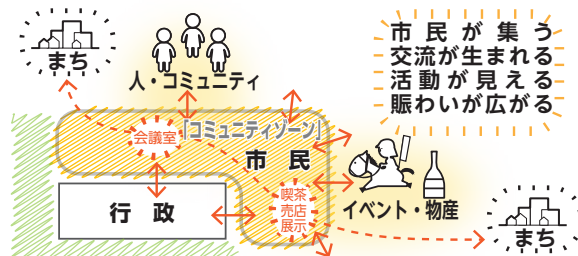 まち
人・コミュニティ
市民が集う
交流が生まれる
活動が見える
賑わいが広がる
会議室
「コミュニティゾーン」
市民
行政
喫茶
売店
展示
イベント・物産
まち